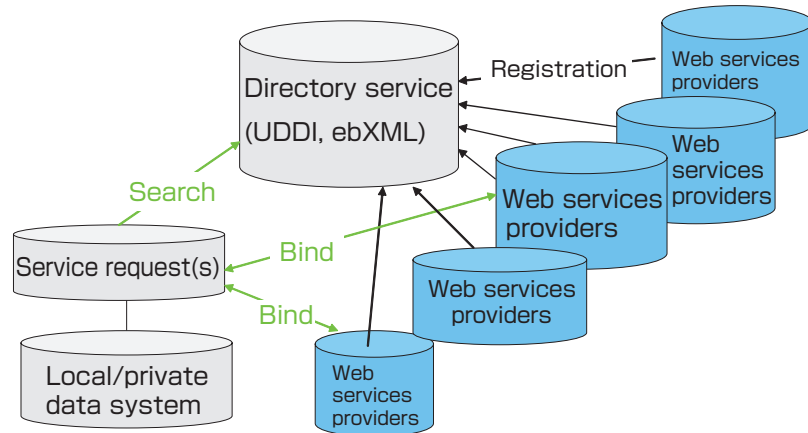 Directory service
(UDDI, ebXML)
Registration
Web services
providers
Web
services
providers
Web services
providers
Search
Bind
Service request(s)
Web services
providers
Bind
Local/private
data system
Web
services
providers